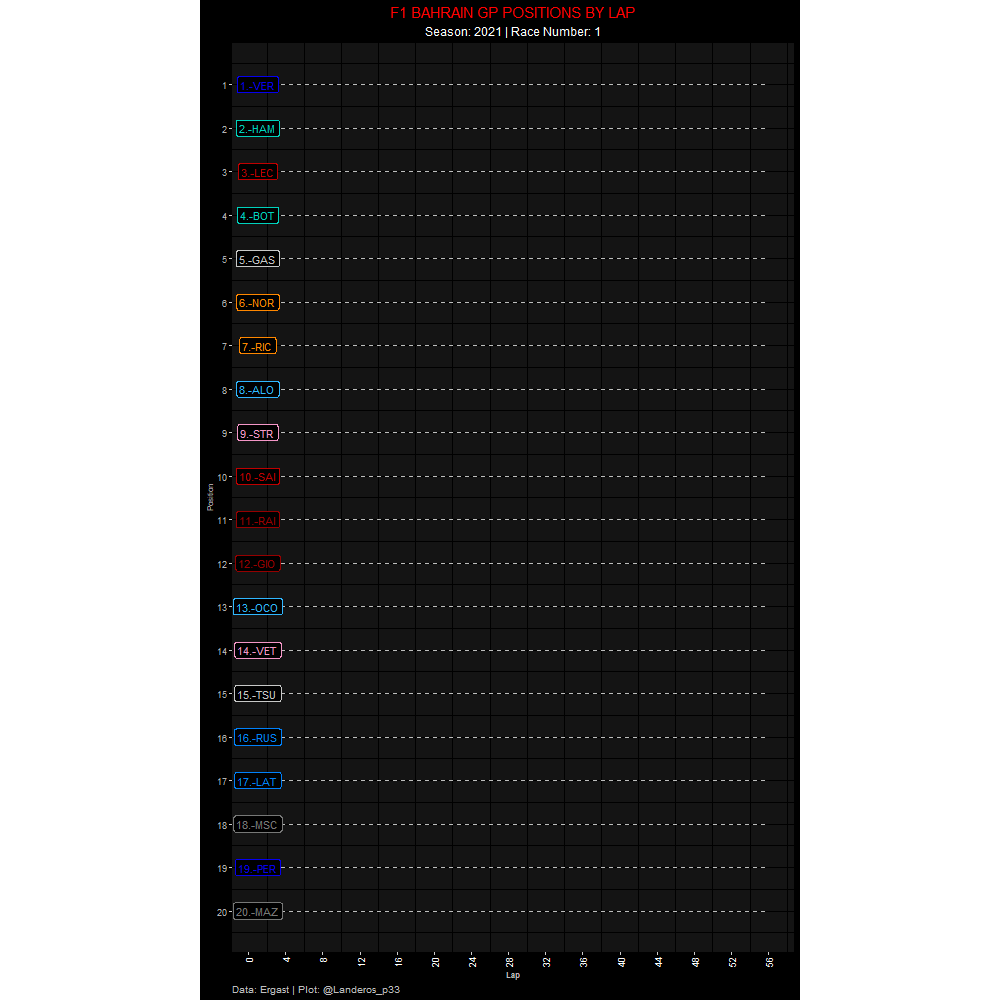 F1 BAHRAIN GP POSITIONS BY LAP
Season: 2021 | Race Number: 1
1 1.-VER
2 2.-HAM
3 3.-LEC
4 4.-BOT
5 5.-GAS
6 6.-NOR
7 7.-RIC
8 8.-ALO
9 9.-STR
10 10.-SAI
Position
11 11.-RAI
12 12.-GIO
13 13.-OCO
14 14.-VET
15 15.-TSU
16 16.-RUS
17 17.-LAT
18 18.-MSC
19 19.-PER
20 20.-MAZ
0 4 8 12 16 20 24 28 32 36 40 44 48 52 56
Lap
Data: Ergast | Plot: @Landeros_p33